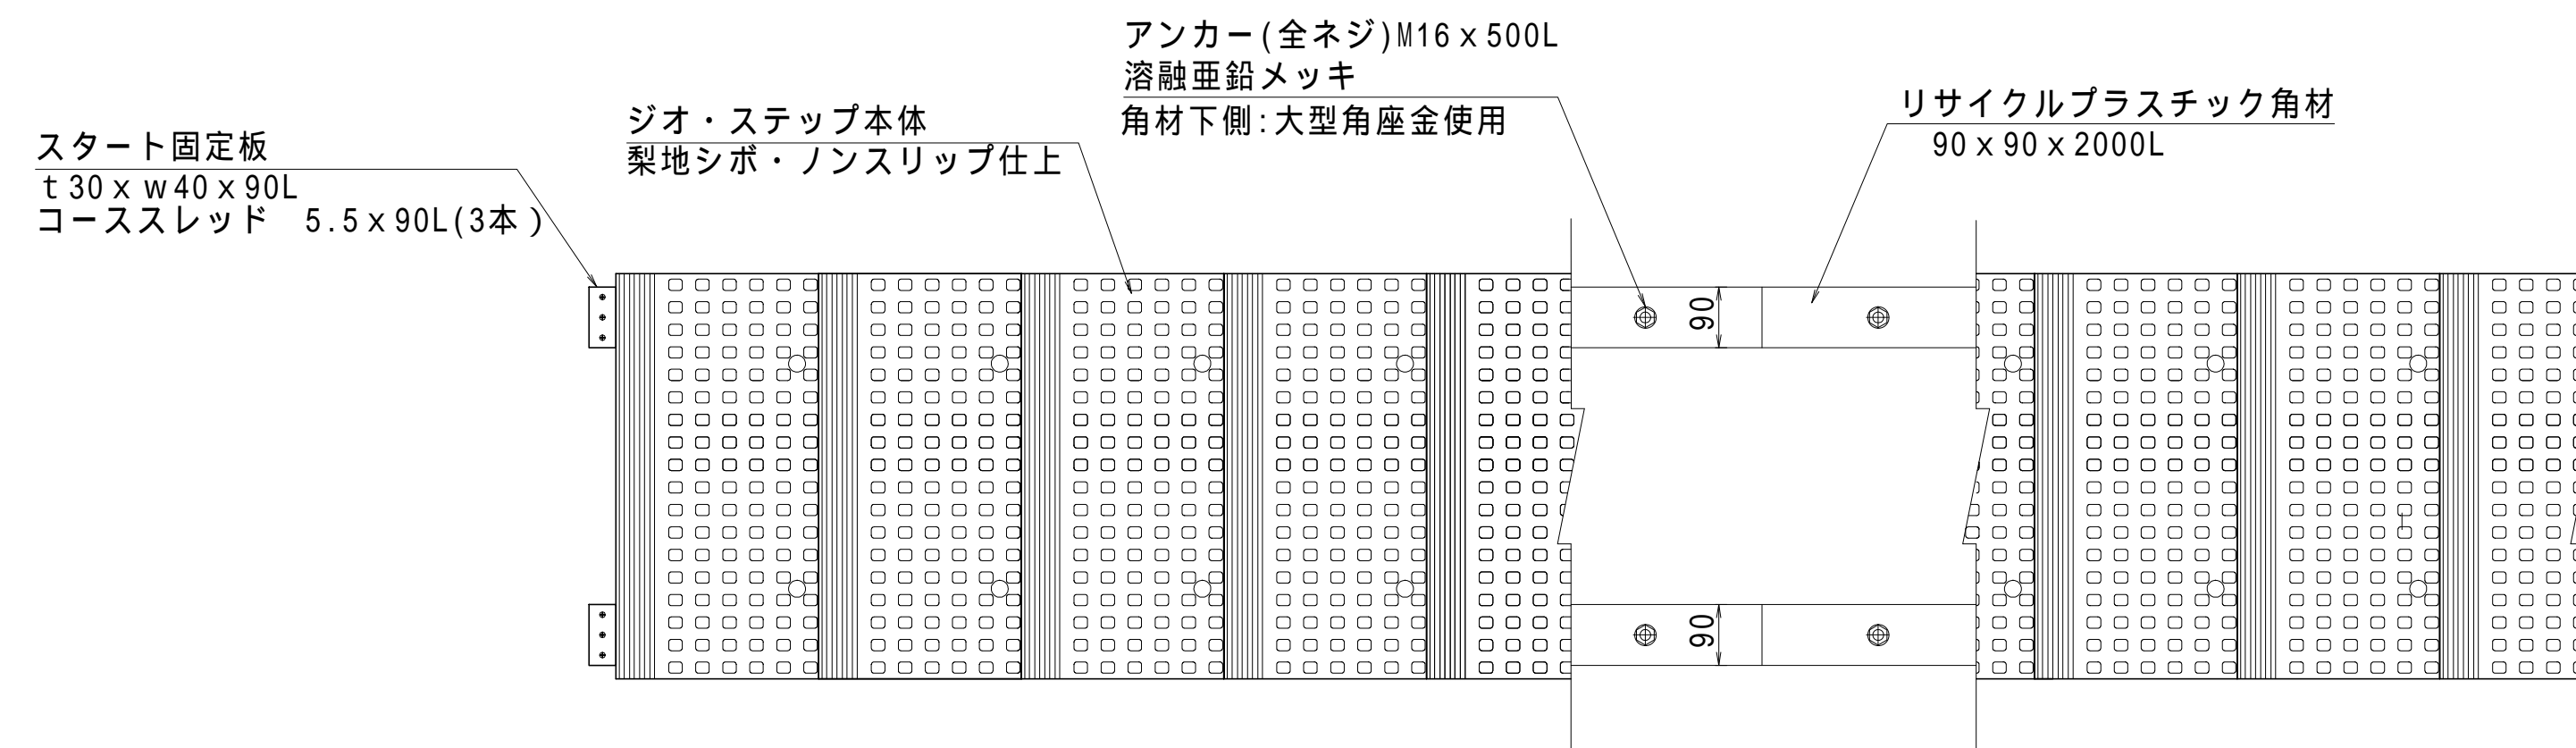 アンカー(全ネジ)M16x500L
溶融亜鉛メッキ
角材下側:大型角座金使用
リサイクルプラスチック角材
90x90x2000L
ジオ・ステップ本体
梨地シボ・ノンスリップ仕上
スタート固定板
t30xw40x90L
コーススレッド 5.5x90L(3本)
90
90